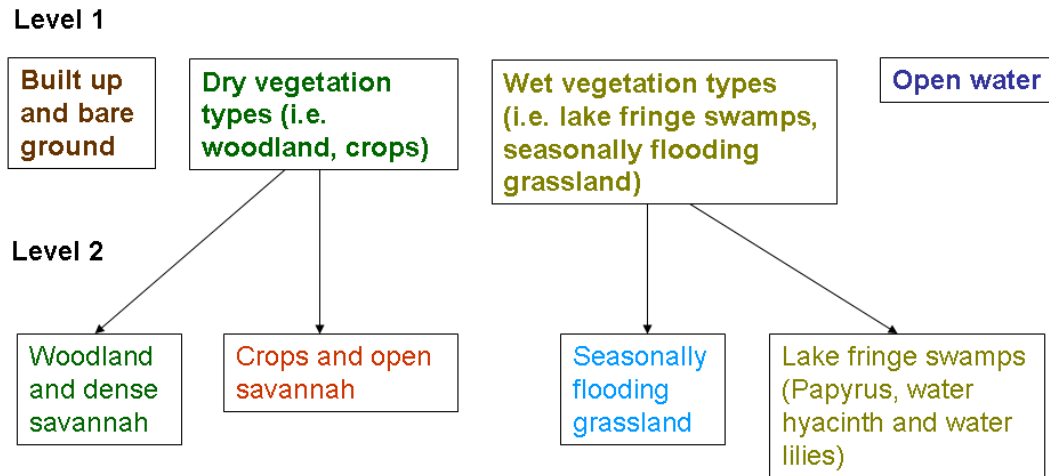 Level 1
Built up
and bare
ground
Dry vegetation
types (i.e.
woodland, crops)
Wet vegetation types
(i.e. lake fringe swamps,
seasonally flooding
grassland)
Open water
Level 2
Woodland
and dense
savannah
Crops and open
savannah
Seasonally
flooding
grassland
Lake fringe swamps
(Papyrus, water
hyacinth and water
lilies)